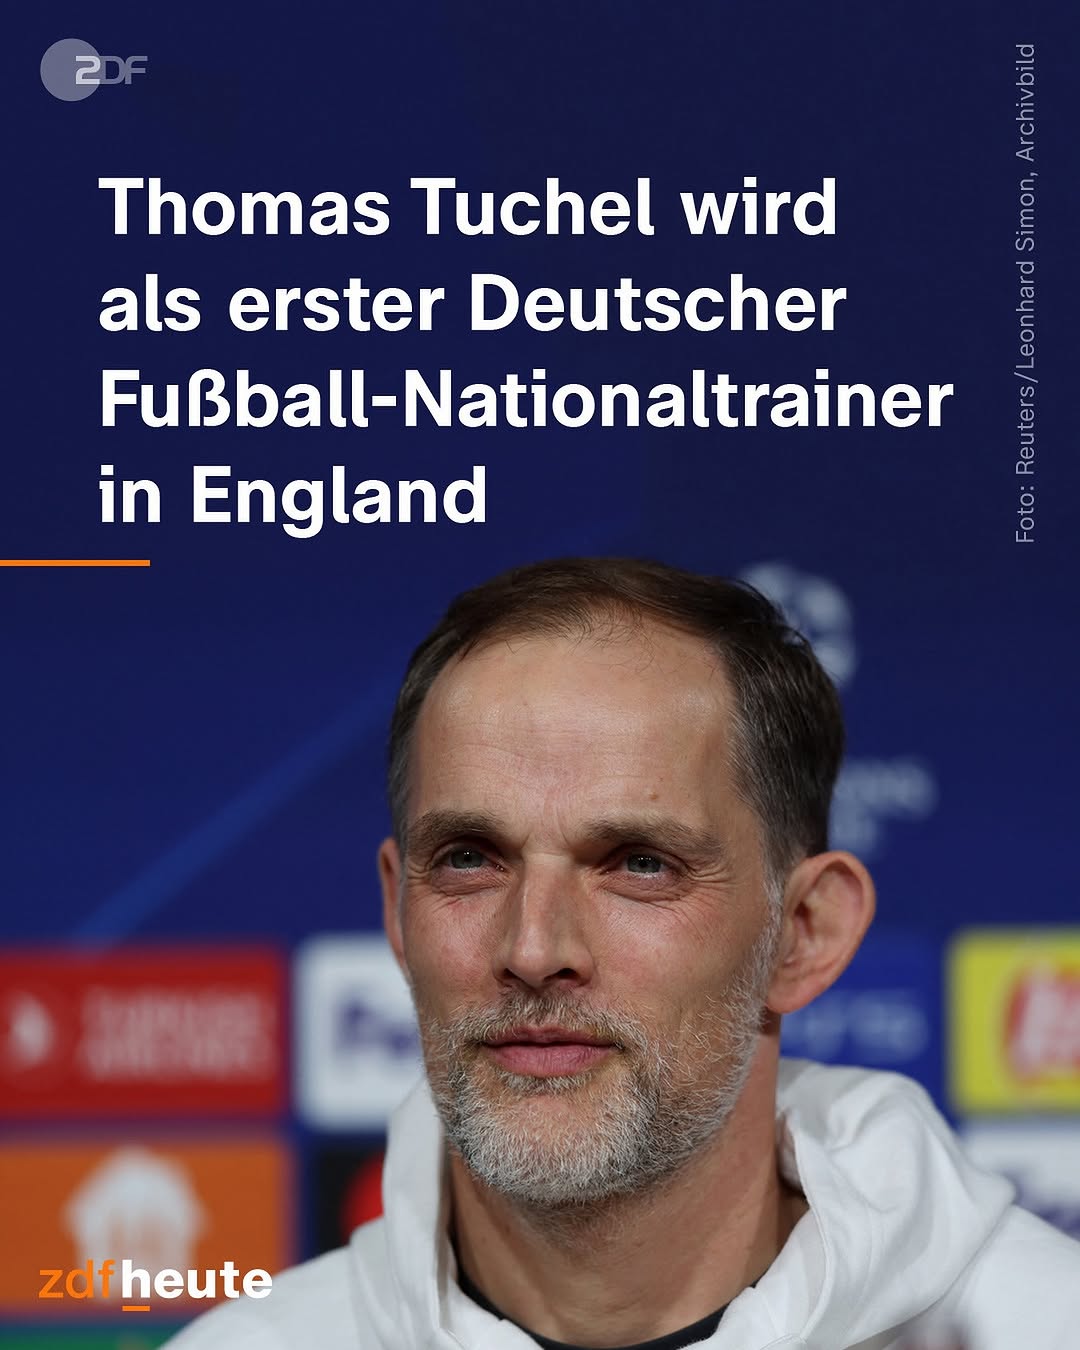 ZDF
Thomas Tuchel wird
als erster Deutscher
Fußball-Nationaltrainer
in England
Foto: Reuters/Leonhard Simon, Archivbild
zdfheute